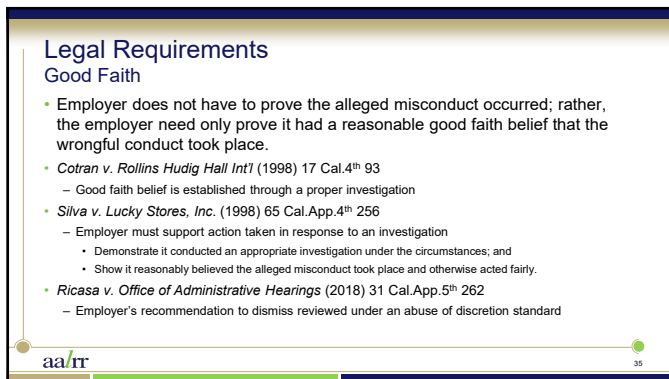 Legal Requirements
Good Faith
• Employer does not have to prove the alleged misconduct occurred; rather,
the employer need only prove it had a reasonable good faith belief that the
wrongful conduct took place.
• Cotran v. Rollins Hudig Hall Int'l (1998) 17 Cal.4th 93
– Good faith belief is established through a proper investigation
• Silva v. Lucky Stores, Inc. (1998) 65 Cal.App.4th 256
– Employer must support action taken in response to an investigation
• Demonstrate it conducted an appropriate investigation under the circumstances; and
• Show it reasonably believed the alleged misconduct took place and otherwise acted fairly.
• Ricasa v. Office of Administrative Hearings (2018) 31 Cal.App.5th 262
– Employer's recommendation to dismiss reviewed under an abuse of discretion standard
aalrr
35